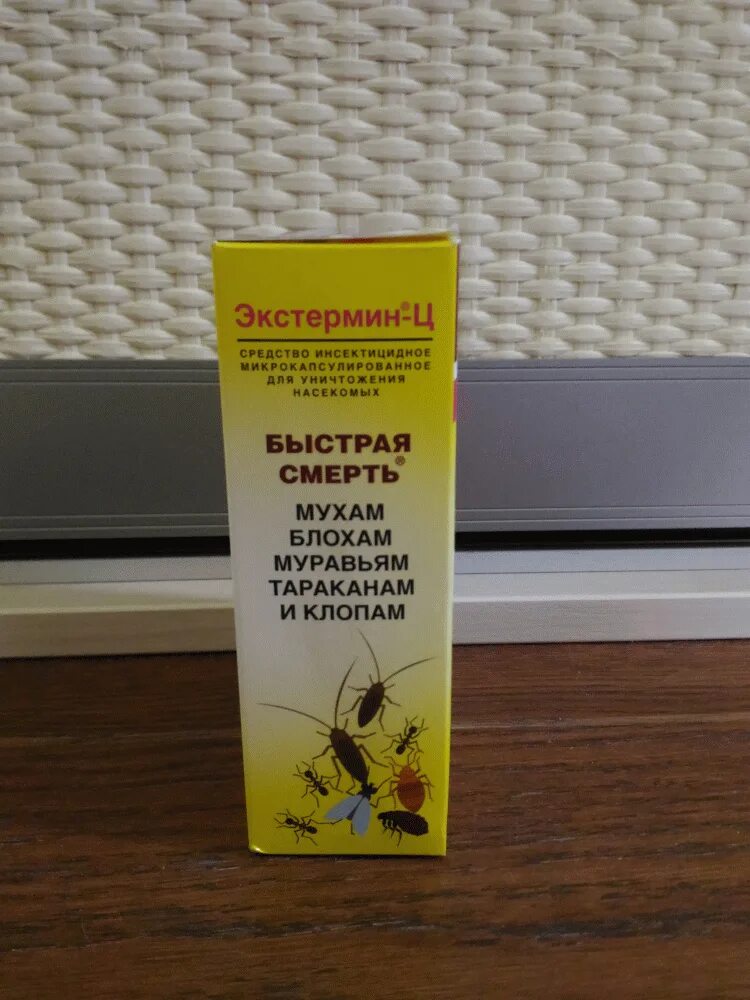 Экстермин®-Ц
СРЕДСТВО ИНСЕКТИЦИДНОЕ
МИКРОКАПСУЛИРОВАННОЕ
ДЛЯ УНИЧТОЖЕНИЯ
НАСЕКОМЫХ
БЫСТРАЯ
СМЕРТЬ®
МУХАМ
БЛОХАМ
МУРАВЬЯМ
ТАРАКАНАМ
И КЛОПАМ